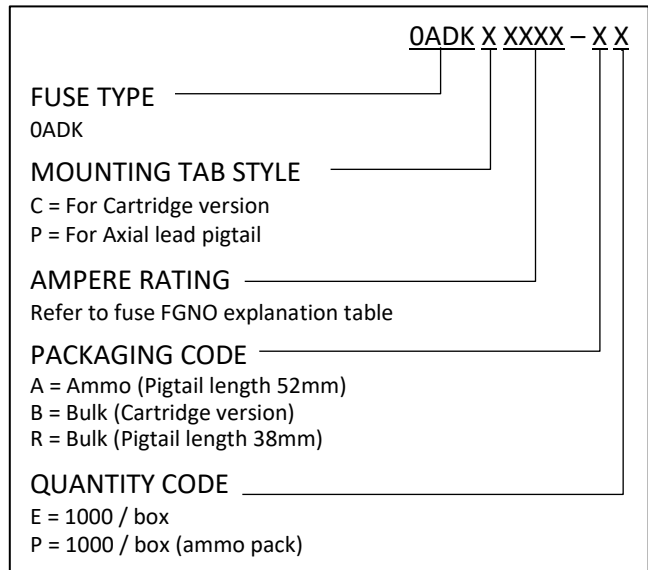 0ADK X XXXX – X X
FUSE TYPE
0ADK
MOUNTING TAB STYLE
C = For Cartridge version
P = For Axial lead pigtail
AMPERE RATING
Refer to fuse FGNO explanation table
PACKAGING CODE
A = Ammo (Pigtail length 52mm)
B = Bulk (Cartridge version)
R = Bulk (Pigtail length 38mm)
QUANTITY CODE
E = 1000 / box
P = 1000 / box (ammo pack)